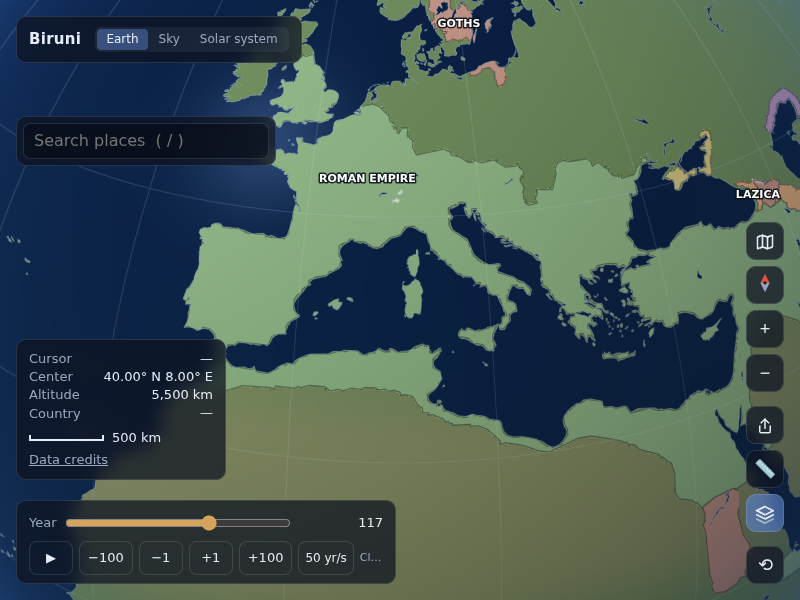 Biruni
Earth
Sky
Solar system
GOTHS
Search places ( / )
ROMAN EMPIRE
LAZICA
+
−
Cursor —
Center 40.00° N 8.00° E
Altitude 5,500 km
Country —
500 km
Data credits
Year 117
▶ −100 −1 +1 +100 50 yr/s Cl...